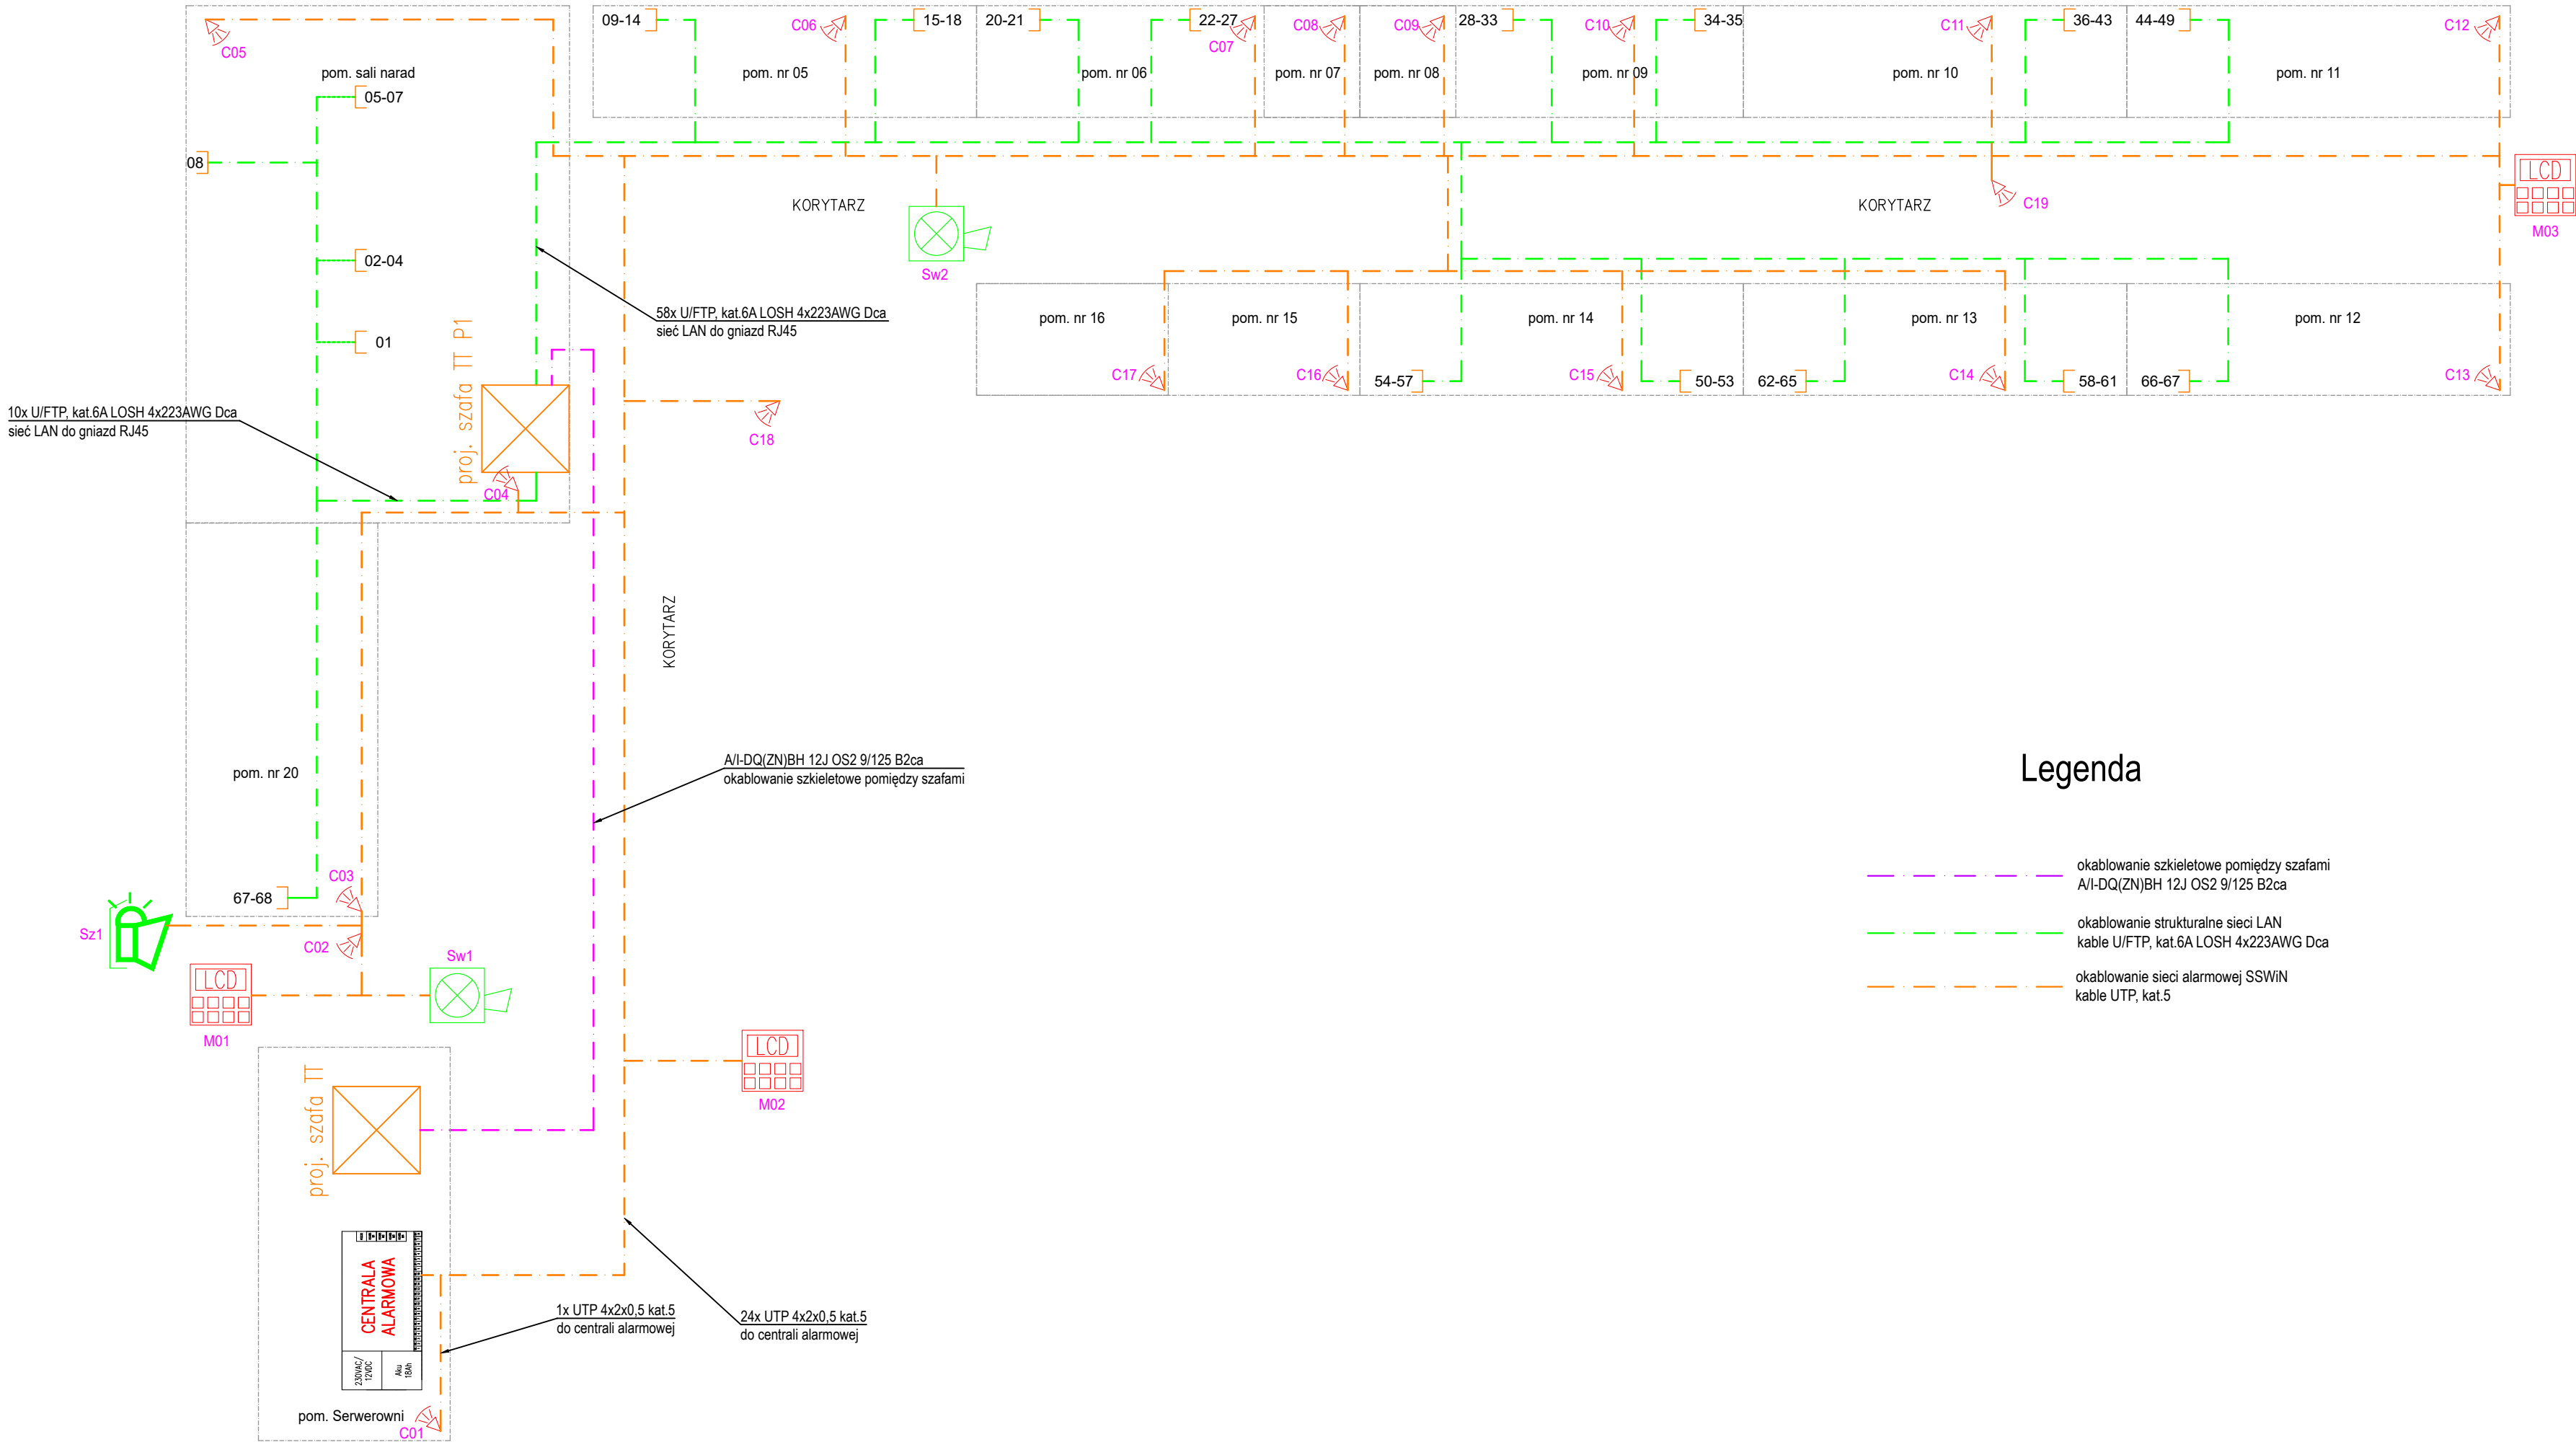 C05
pom. sali narad
05-07
08
02-04
01
proj. szafa TT P1
C04
10x U/FTP, kat.6A LOSH 4x223AWG Dca
sieć LAN do gniazd RJ45
09-14
pom. nr 05
C06
15-18
20-21
pom. nr 06
22-27
C07
C08
pom. nr 07
C09
pom. nr 08
28-33
C10
pom. nr 09
34-35
C11
pom. nr 10
36-43
44-49
pom. nr 11
C12
KORYTARZ
Sw2
KORYTARZ
C19
LCD
M03
58x U/FTP, kat.6A LOSH 4x223AWG Dca
sieć LAN do gniazd RJ45
pom. nr 16
C17
pom. nr 15
C16
pom. nr 14
54-57
C15
50-53
pom. nr 13
62-65
C14
58-61
pom. nr 12
66-67
C13
C18
KORYTARZ
pom. nr 20
67-68
C03
A/I-DQ(ZN)BH 12J OS2 9/125 B2ca
okablowanie szkieletowe pomiędzy szafami
Sz1
C02
LCD
M01
Sw1
LCD
M02
proj. szafa TT
CENTRALA
ALARMOWA
230VAC/
12VDC
Aku
18Ah
pom. Serwerowni
C01
1x UTP 4x2x0,5 kat.5
do centrali alarmowej
24x UTP 4x2x0,5 kat.5
do centrali alarmowej
Legenda
okablowanie szkieletowe pomiędzy szafami
A/I-DQ(ZN)BH 12J OS2 9/125 B2ca
okablowanie strukturalne sieci LAN
kable U/FTP, kat.6A LOSH 4x223AWG Dca
okablowanie sieci alarmowej SSWiN
kable UTP, kat.5